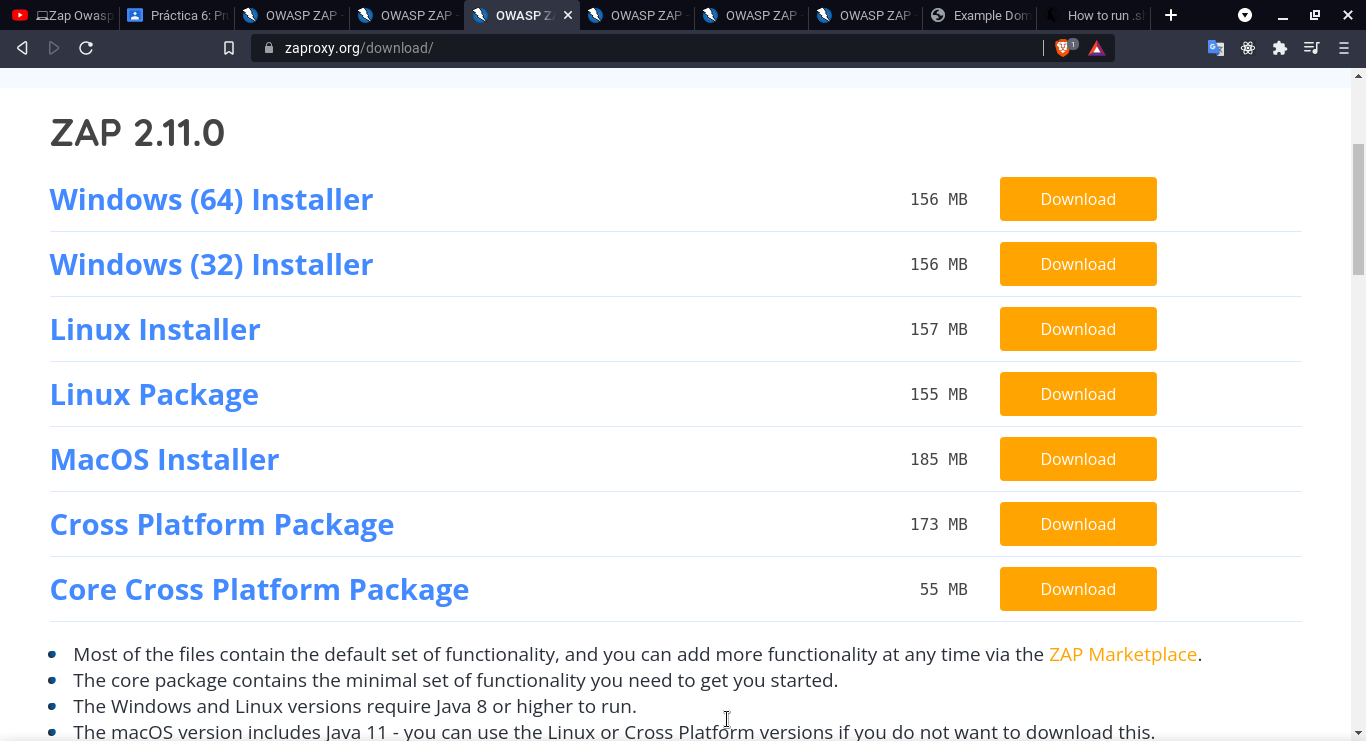 Zap Owasp
Práctica 6: Pr
OWASP ZAP -
OWASP ZAP -
OWASP Z
OWASP ZAP -
OWASP ZAP -
OWASP ZAP -
Example Dom
How to run .sh
zaproxy.org/download/
1
ZAP 2.11.0
Windows (64) Installer 156 MB Download
Windows (32) Installer 156 MB Download
Linux Installer 157 MB Download
Linux Package 155 MB Download
MacOS Installer 185 MB Download
Cross Platform Package 173 MB Download
Core Cross Platform Package 55 MB Download
Most of the files contain the default set of functionality, and you can add more functionality at any time via the ZAP Marketplace.
The core package contains the minimal set of functionality you need to get you started.
The Windows and Linux versions require Java 8 or higher to run.
The macOS version includes Java 11 - you can use the Linux or Cross Platform versions if you do not want to download this.